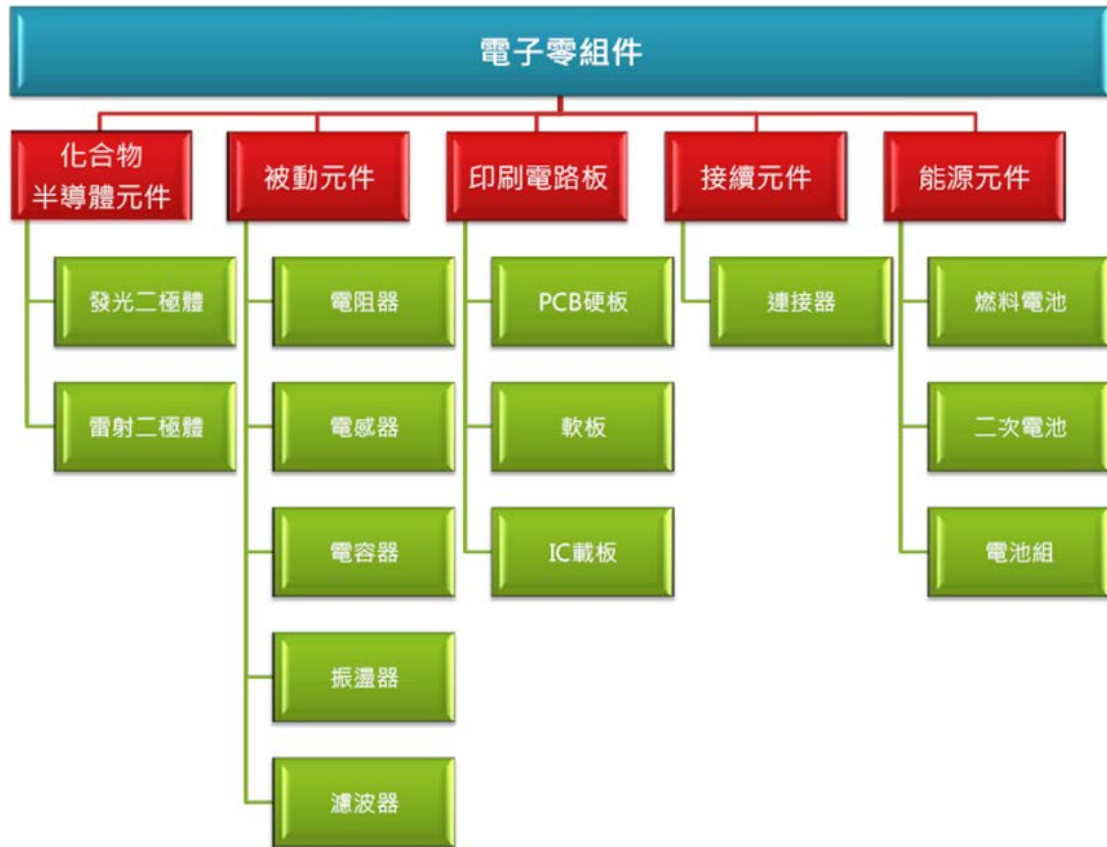 電子零組件
化合物
半導體元件
發光二極體
雷射二極體
被動元件
電阻器
電感器
電容器
振盪器
濾波器
印刷電路板
PCB硬板
軟板
IC載板
接續元件
連接器
能源元件
燃料電池
二次電池
電池組